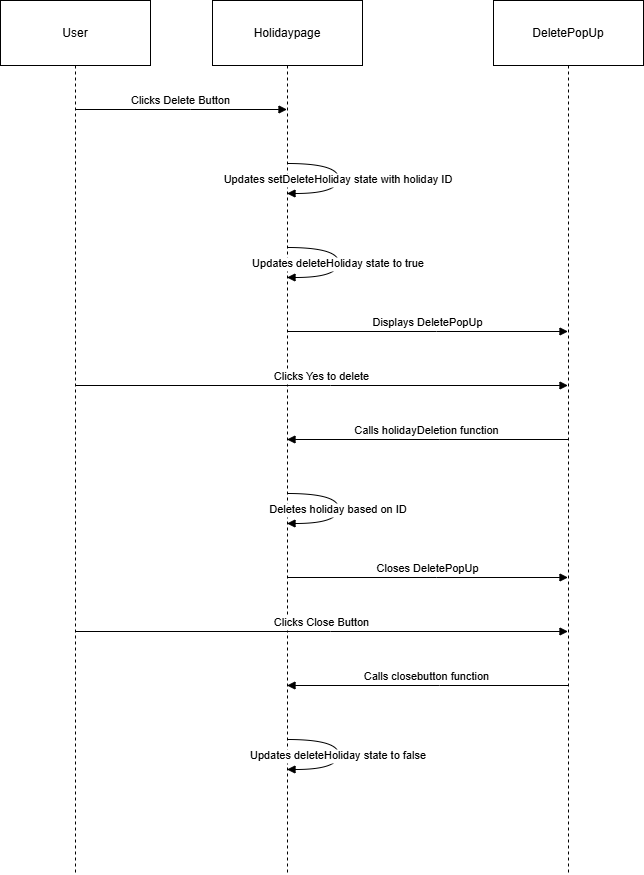 User
Holidaypage
DeletePopUp
Clicks Delete Button
Updates setDeleteHoliday state with holiday ID
Updates deleteHoliday state to true
Displays DeletePopUp
Clicks Yes to delete
Calls holidayDeletion function
Deletes holiday based on ID
Closes DeletePopUp
Clicks Close Button
Calls closebutton function
Updates deleteHoliday state to false